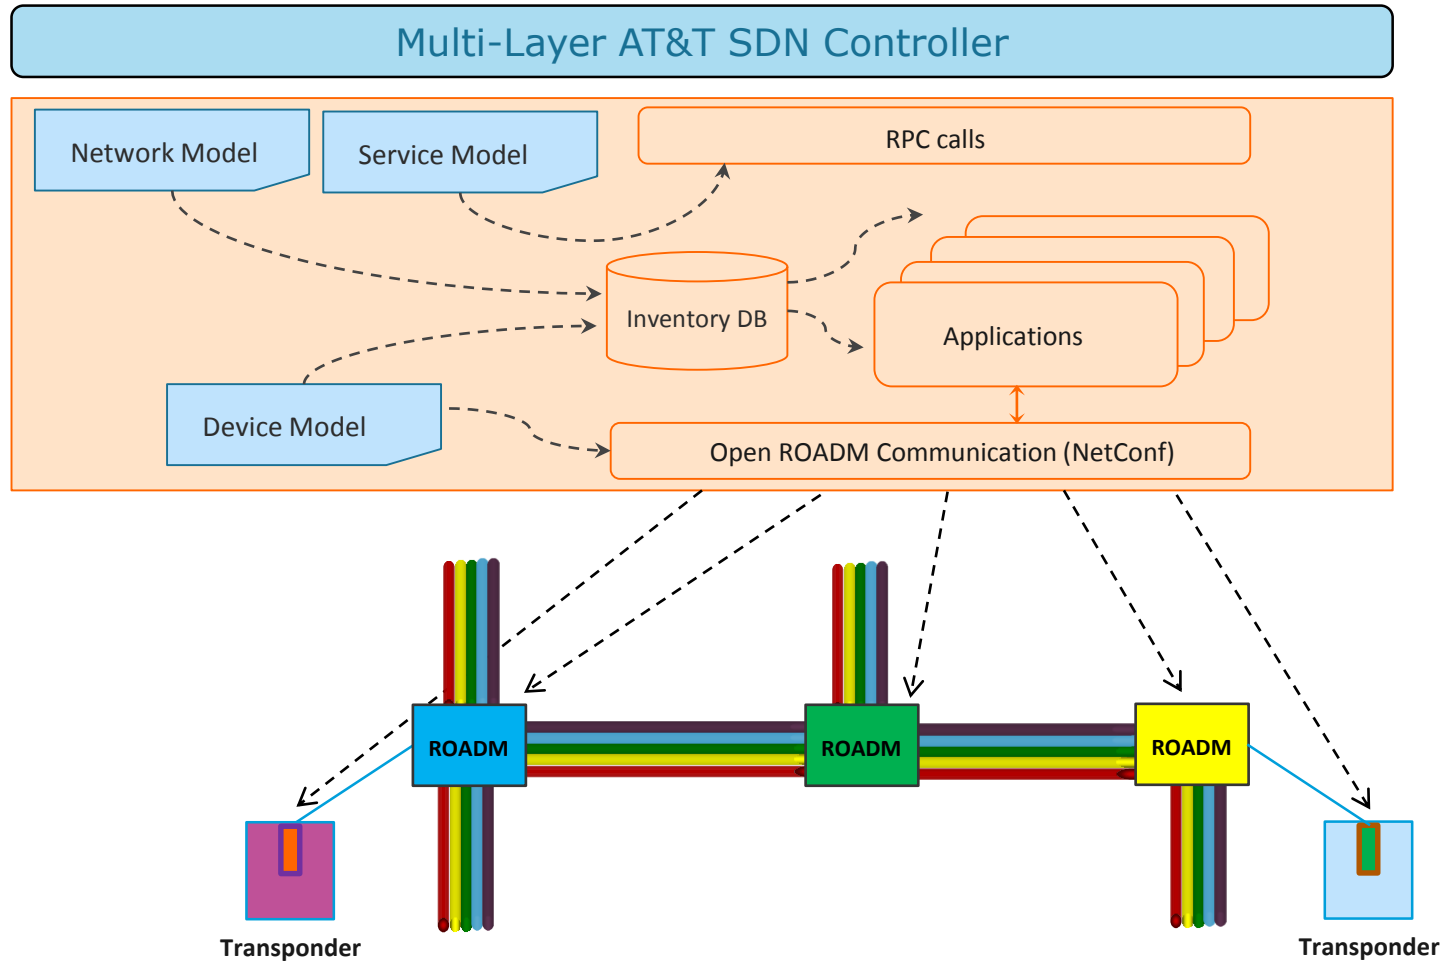 Multi-Layer AT&T SDN Controller
Network Model
Service Model
RPC calls
Inventory DB
Applications
Device Model
Open ROADM Communication (NetConf)
ROADM
ROADM
ROADM
Transponder
Transponder